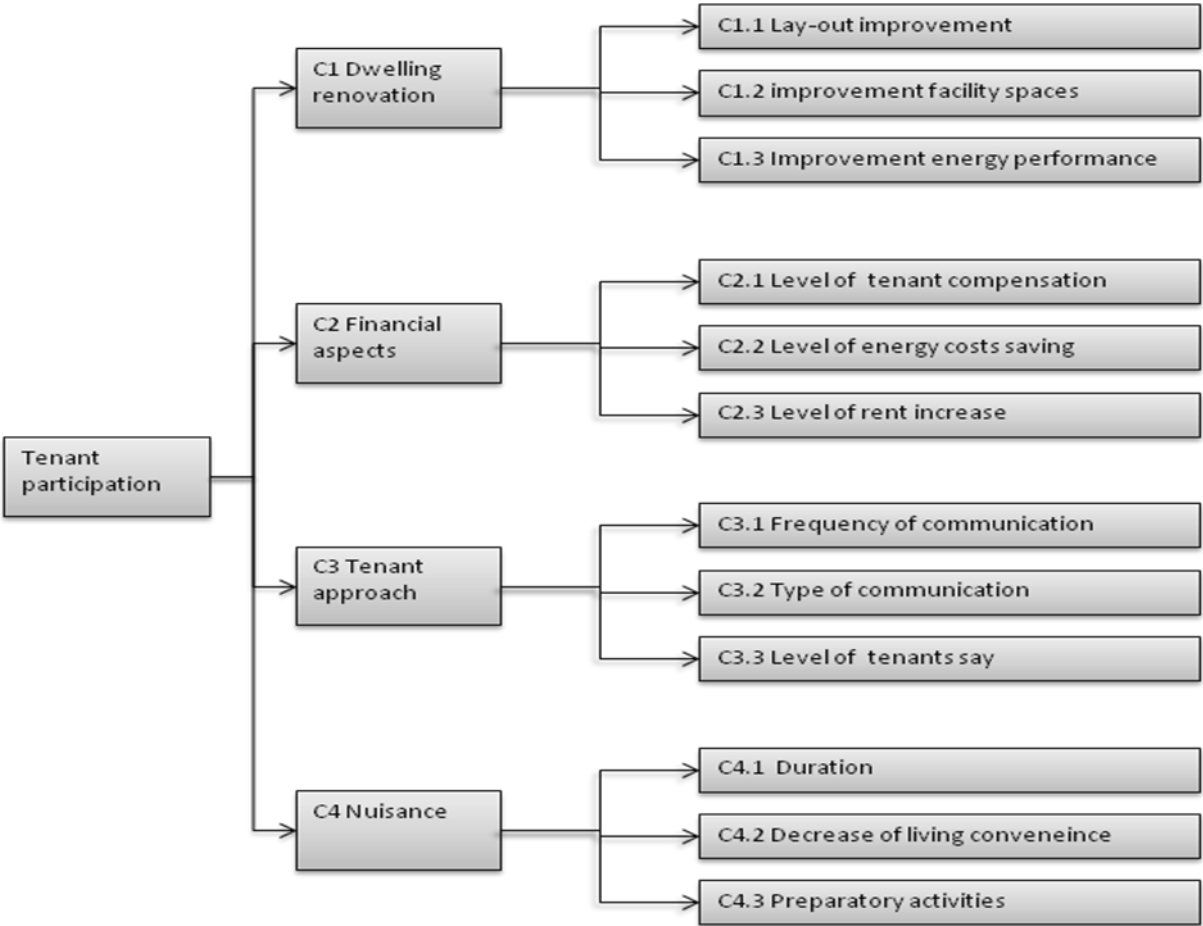 C1.1 Lay-out improvement
C1 Dwelling
renovation
C1.2 improvement facility spaces
C1.3 Improvement energy performance
C2.1 Level of  tenant compensation
C2 Financial
aspects
C2.2 Level of energy costs saving
C2.3 Level of rent increase
Tenant
participation
C3.1 Frequency of communication
C3 Tenant
approach
C3.2 Type of communication
C3.3 Level of  tenants say
C4.1  Duration
C4 Nuisance
C4.2 Decrease of living conveneince
C4.3 Preparatory activities